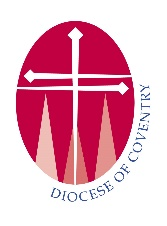 DIOCESE OF COVENTRY